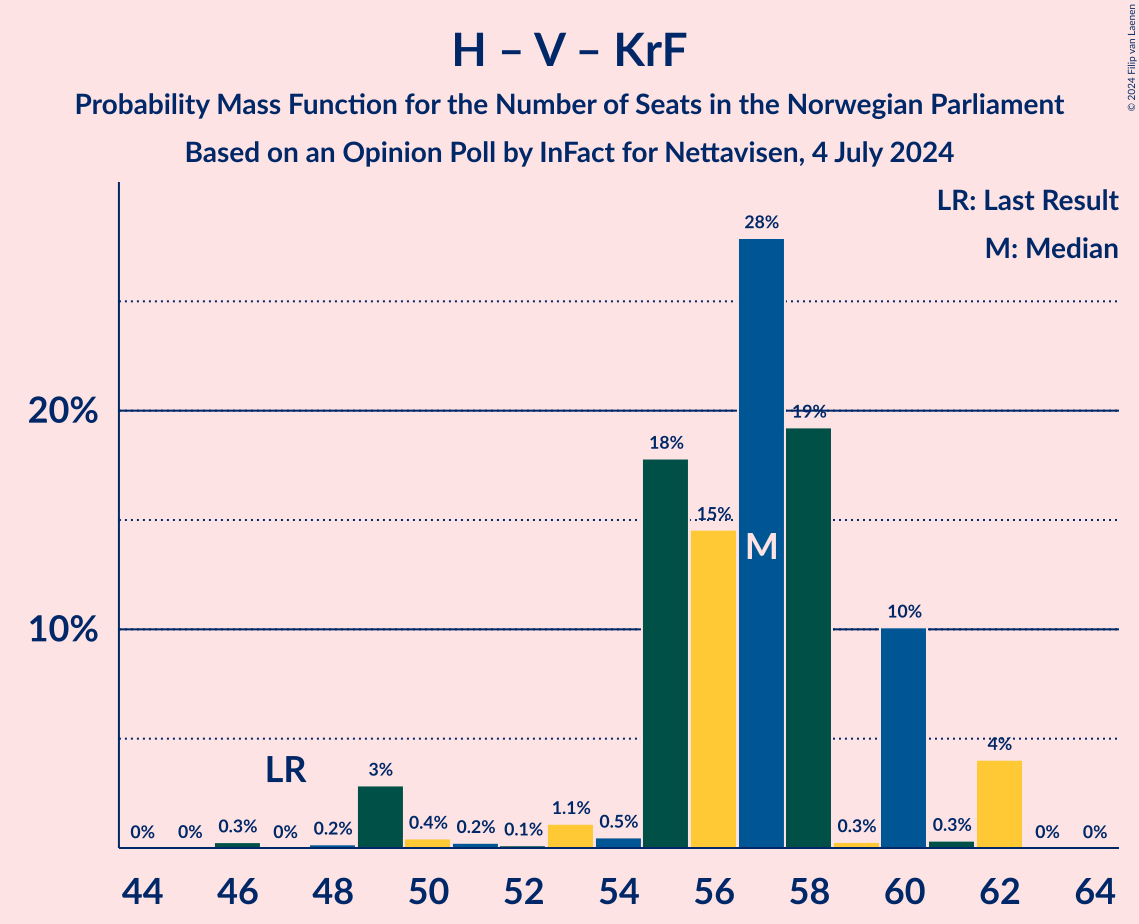 H – V – KrF
Probability Mass Function for the Number of Seats in the Norwegian Parliament
Based on an Opinion Poll by InFact for Nettavisen, 4 July 2024
© 2024 Filip van Laenen
LR: Last Result
M: Median
28%
20%
19%
18%
15%
M
10%
10%
LR
4%
3%
1.1%
0% 0% 0.3% 0% 0.2% 0.4% 0.2% 0.1% 0.5% 0.3% 0.3% 0% 0%
44 46 48 50 52 54 56 58 60 62 64